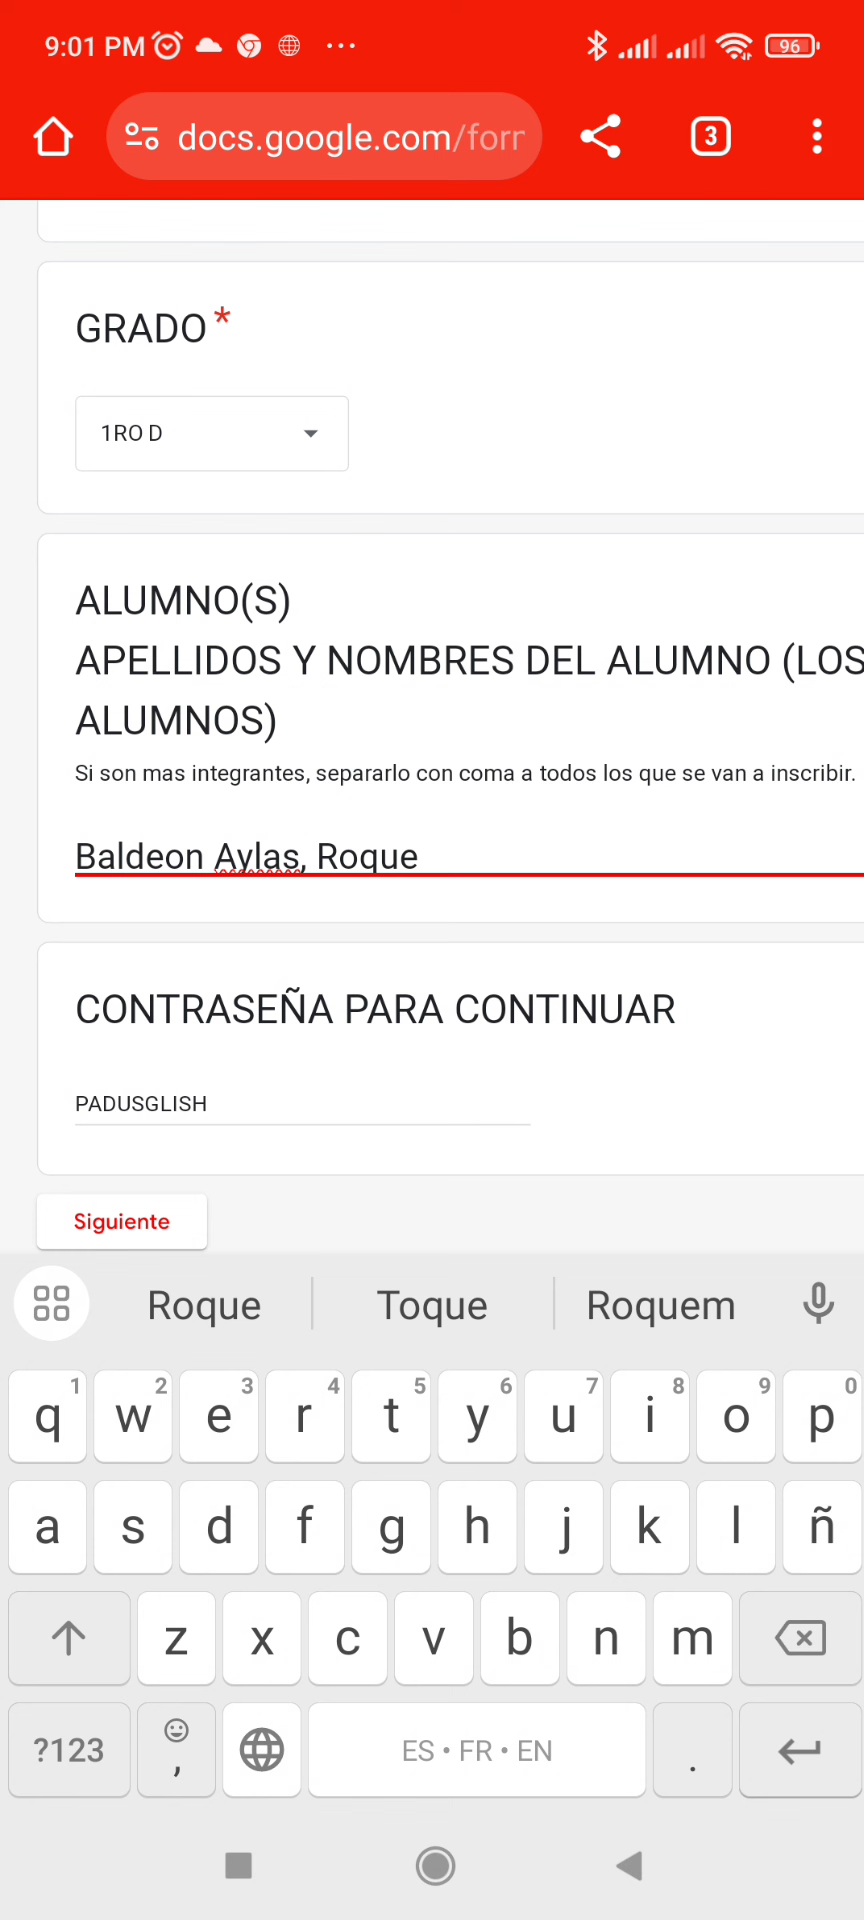 9:01 PM
96
docs.google.com/forr
3
GRADO *
1RO D
ALUMNO(S)
APELLIDOS Y NOMBRES DEL ALUMNO (LOS
ALUMNOS)
Si son mas integrantes, separarlo con coma a todos los que se van a inscribir.
Baldeon Aylas, Roque
CONTRASEÑA PARA CONTINUAR
PADUSGLISH
Siguiente
Roque Toque Roquem
1 2 3 4 5 6 7 8 9 0
q w e r t y u i o p
a s d f g h j k l ñ
z x c v b n m
?123 , ES • FR • EN .